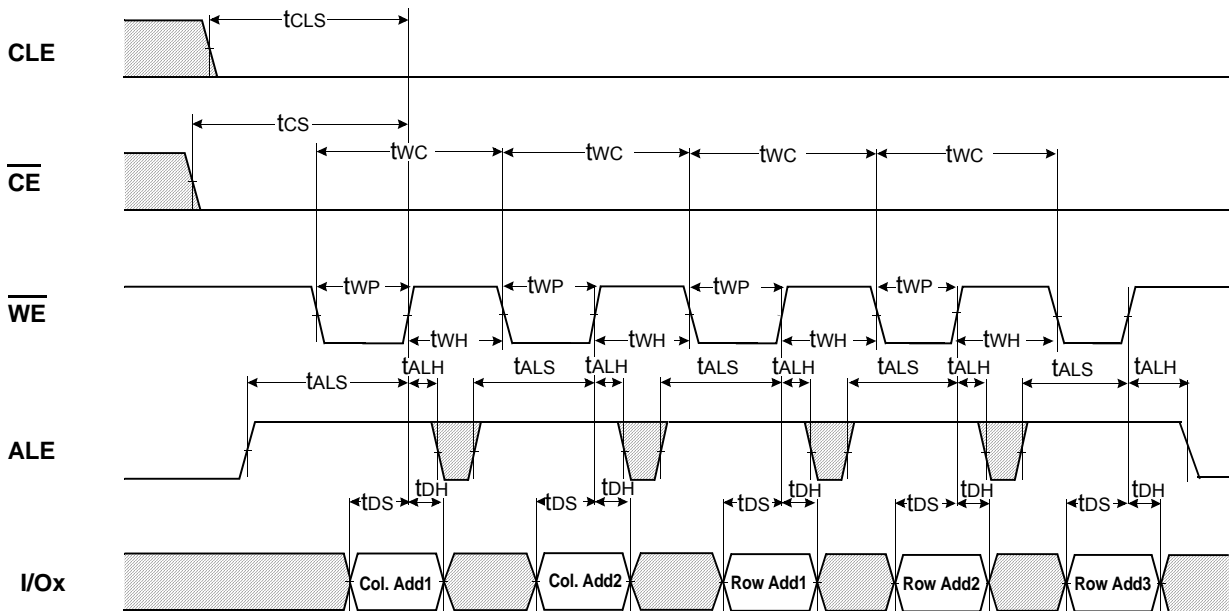 CLE
tCLS
CE
tCS
tWC tWC tWC tWC
WE
tWP tWP tWP tWP
tWH tWH tWH tWH
ALE
tALS tALH tALS tALH tALS tALH tALS tALH tALS tALH
tDS tDH tDS tDH tDS tDH tDS tDH tDS tDH
I/Ox
Col. Add1 Col. Add2 Row Add1 Row Add2 Row Add3